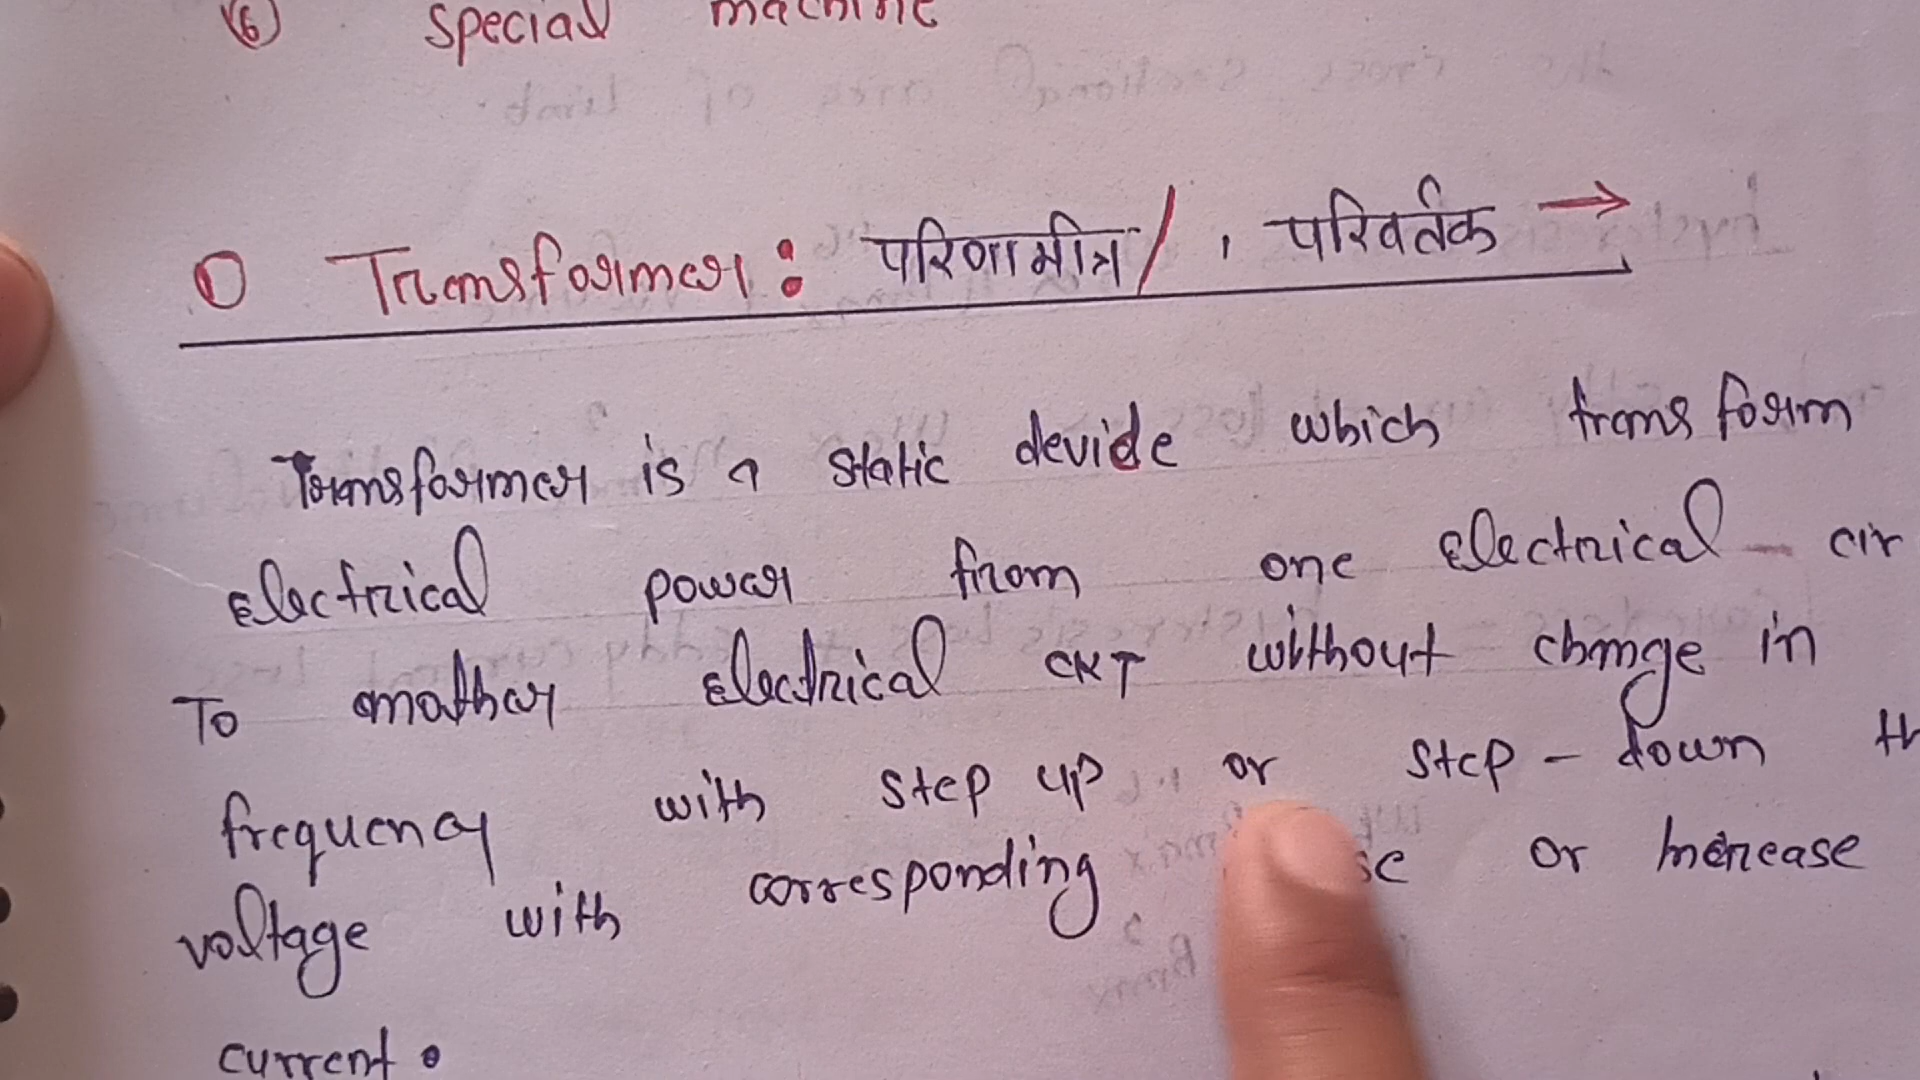 (6) Special machine
① Transformer: परिणामीत्र / , परिवर्तक →
Transformer is a static devide which transform
electrical power from one electrical cir
To another electrical CKT without change in
frequency with step up or step - down th
voltage with corresponding or increase
current.